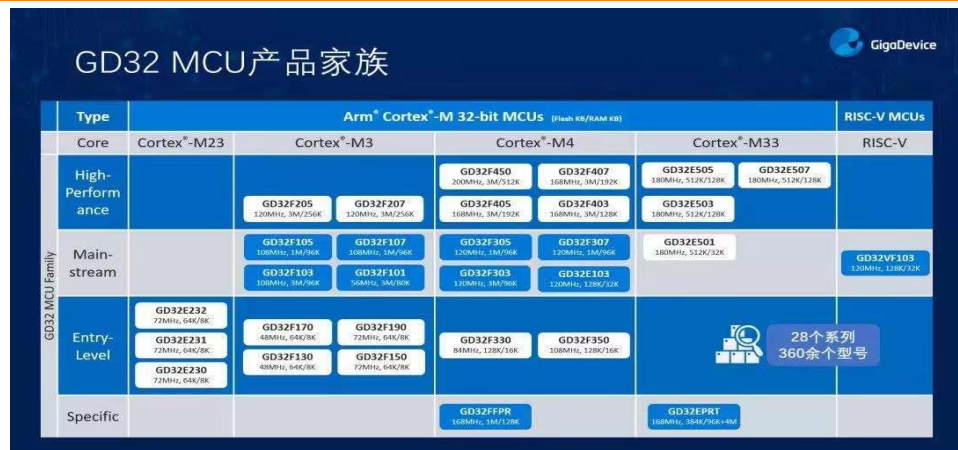 GigaDevice
GD32 MCU产品家族
Type
Arm® Cortex®-M 32-bit MCUs (Flash KB/RAM KB)
RISC-V MCUs
Core
Cortex®-M23
Cortex®-M3
Cortex®-M4
Cortex®-M33
RISC-V
GD32 MCU Family
High-
Perform
ance
GD32F205
120MHz, 3M/256K
GD32F207
120MHz, 3M/256K
GD32F450
200MHz, 3M/512K
GD32F407
168MHz, 3M/192K
GD32F405
168MHz, 3M/192K
GD32F403
168MHz, 3M/128K
GD32E505
180MHz, 512K/128K
GD32E507
180MHz, 512K/128K
GD32E503
180MHz, 512K/128K
Main-
stream
GD32F105
108MHz, 1M/96K
GD32F107
108MHz, 1M/96K
GD32F103
108MHz, 3M/96K
GD32F101
56MHz, 3M/80K
GD32F305
120MHz, 1M/96K
GD32F307
120MHz, 1M/96K
GD32F303
120MHz, 3M/96K
GD32E103
120MHz, 128K/32K
GD32E501
180MHz, 512K/32K
GD32VF103
120MHz, 128K/32K
Entry-
Level
GD32E232
72MHz, 64K/8K
GD32E231
72MHz, 64K/8K
GD32E230
72MHz, 64K/8K
GD32F170
48MHz, 64K/8K
GD32F190
72MHz, 64K/8K
GD32F130
48MHz, 64K/8K
GD32F150
72MHz, 64K/8K
GD32F330
84MHz, 128K/16K
GD32F350
108MHz, 128K/16K
28个系列
360余个型号
Specific
GD32FFPR
168MHz, 1M/128K
GD32EPRT
168MHz, 384K/96K+4M